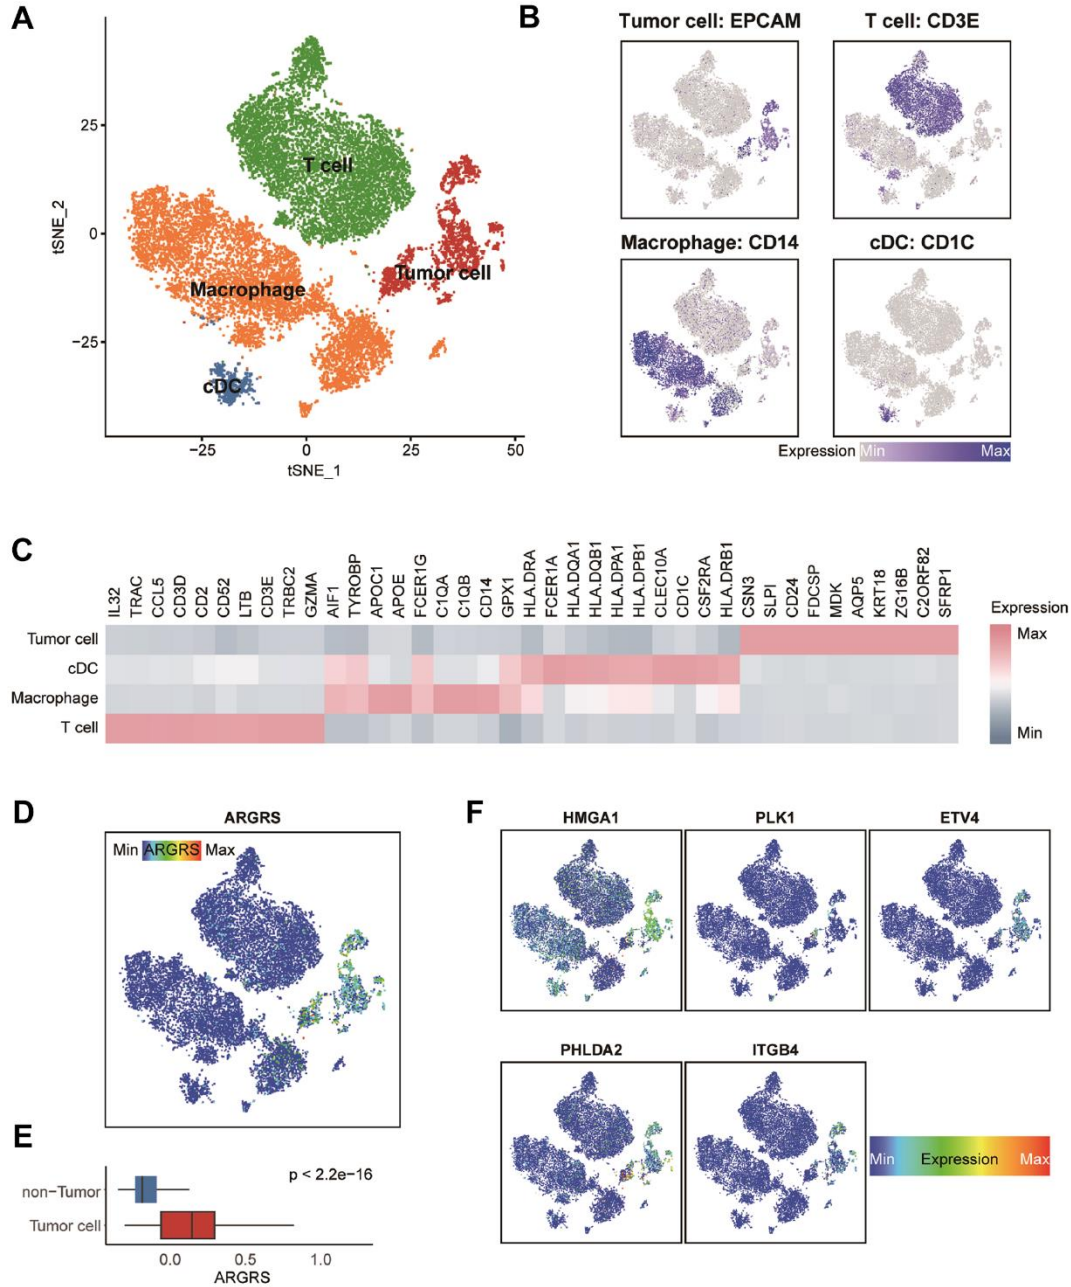 A
25
0
−25
tSNE_2
T cell
Tumor cell
Macrophage
cDC
−25
0
25
50
tSNE_1
B
Tumor cell: EPCAM
T cell: CD3E
Macrophage: CD14
cDC: CD1C
Expression Min Max
C
IL32
TRAC
CCL5
CD3D
CD2
CD52
LTB
CD3E
TRBC2
GZMA
AIF1
TYROBP
APOC1
APOE
FCER1G
C1QA
C1QB
CD14
GPX1
HLA.DRA
FCER1A
HLA.DQA1
HLA.DQB1
HLA.DPA1
HLA.DPB1
CLEC10A
CD1C
CSF2RA
HLA.DRB1
CSN3
SLPI
CD24
FDCSP
MDK
AQP5
KRT18
ZG16B
C2ORF82
SFRP1
Tumor cell
cDC
Macrophage
T cell
Expression
Max
Min
D
ARGRS
Min ARGRS Max
E
p < 2.2e−16
non−Tumor
Tumor cell
0.0
0.5
1.0
ARGRS
F
HMGA1
PLK1
ETV4
PHLDA2
ITGB4
Min Expression Max